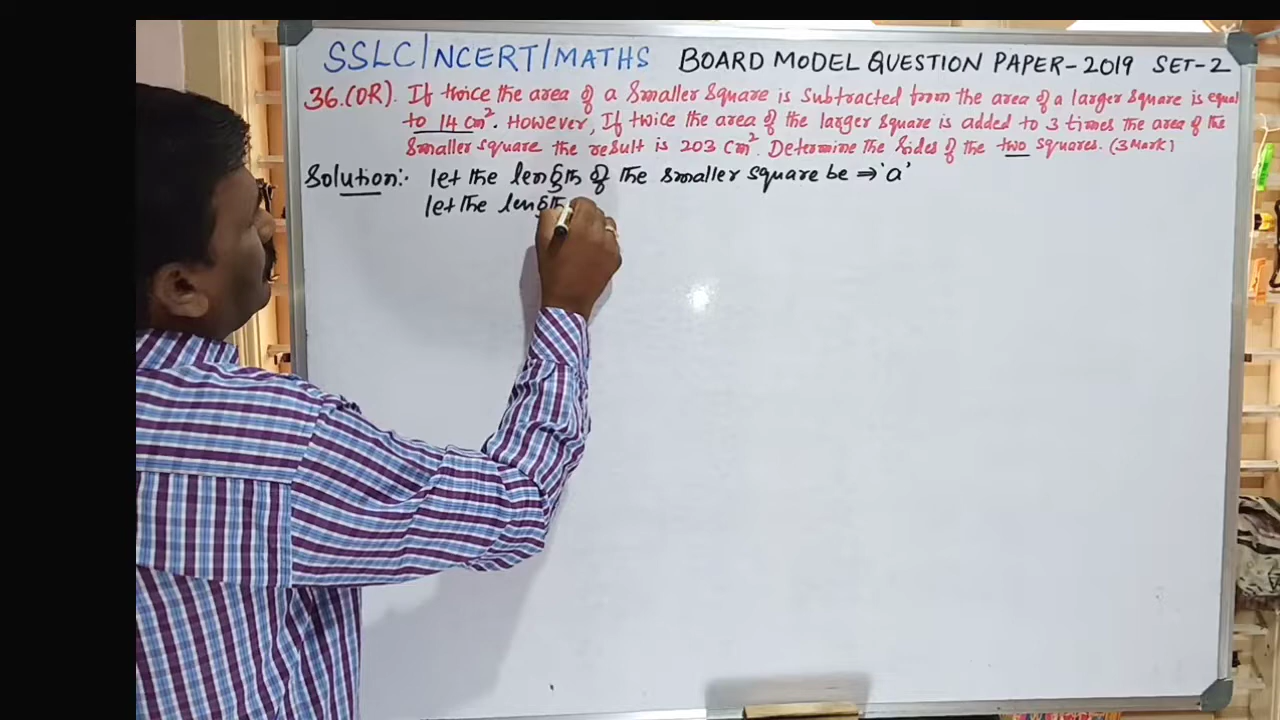 SSLC/NCERT/MATHS BOARD MODEL QUESTION PAPER-2019 SET-2
36.(OR). If twice the area of a smaller square is subtracted from the area of a larger square is equal
to 14 cm². However, If twice the area of the larger square is added to 3 times the area of the
smaller square the result is 203 cm². Determine the sides of the two squares. (3 Mark)
Solution:- let the length of the smaller square be ⇒ 'a'
let the length